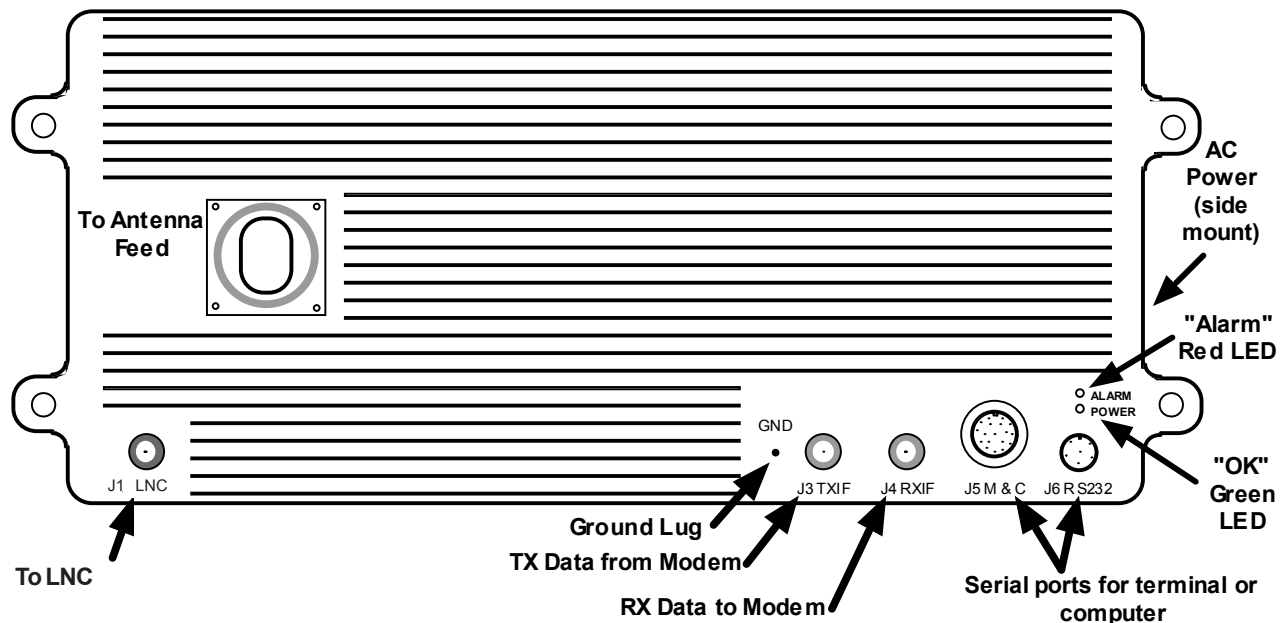 AC
Power
(side
mount)
To Antenna
Feed
"Alarm"
Red LED
ALARM
POWER
GND
J1 LNC
J3 TXIF
J4 RXIF
J5 M & C
J6 RS232
"OK"
Green
LED
Ground Lug
TX Data from Modem
To LNC
RX Data to Modem
Serial ports for terminal or
computer